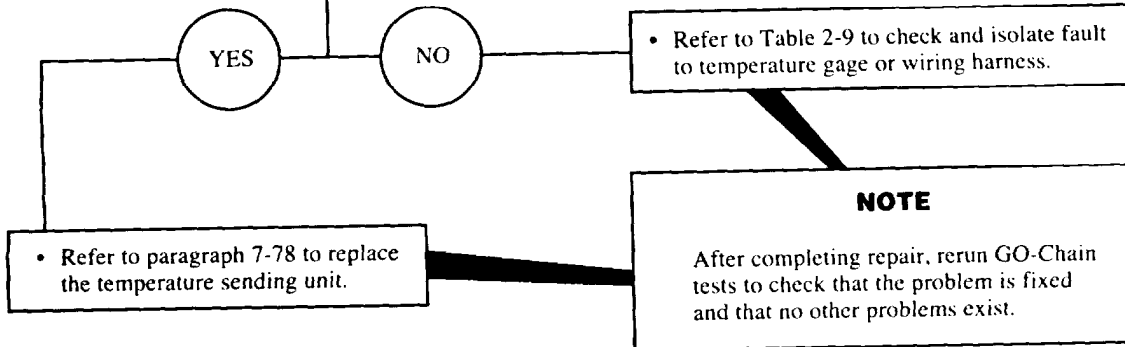 YES
NO
• Refer to Table 2-9 to check and isolate fault
to temperature gage or wiring harness.
• Refer to paragraph 7-78 to replace
the temperature sending unit.
NOTE
After completing repair, rerun GO-Chain
tests to check that the problem is fixed
and that no other problems exist.